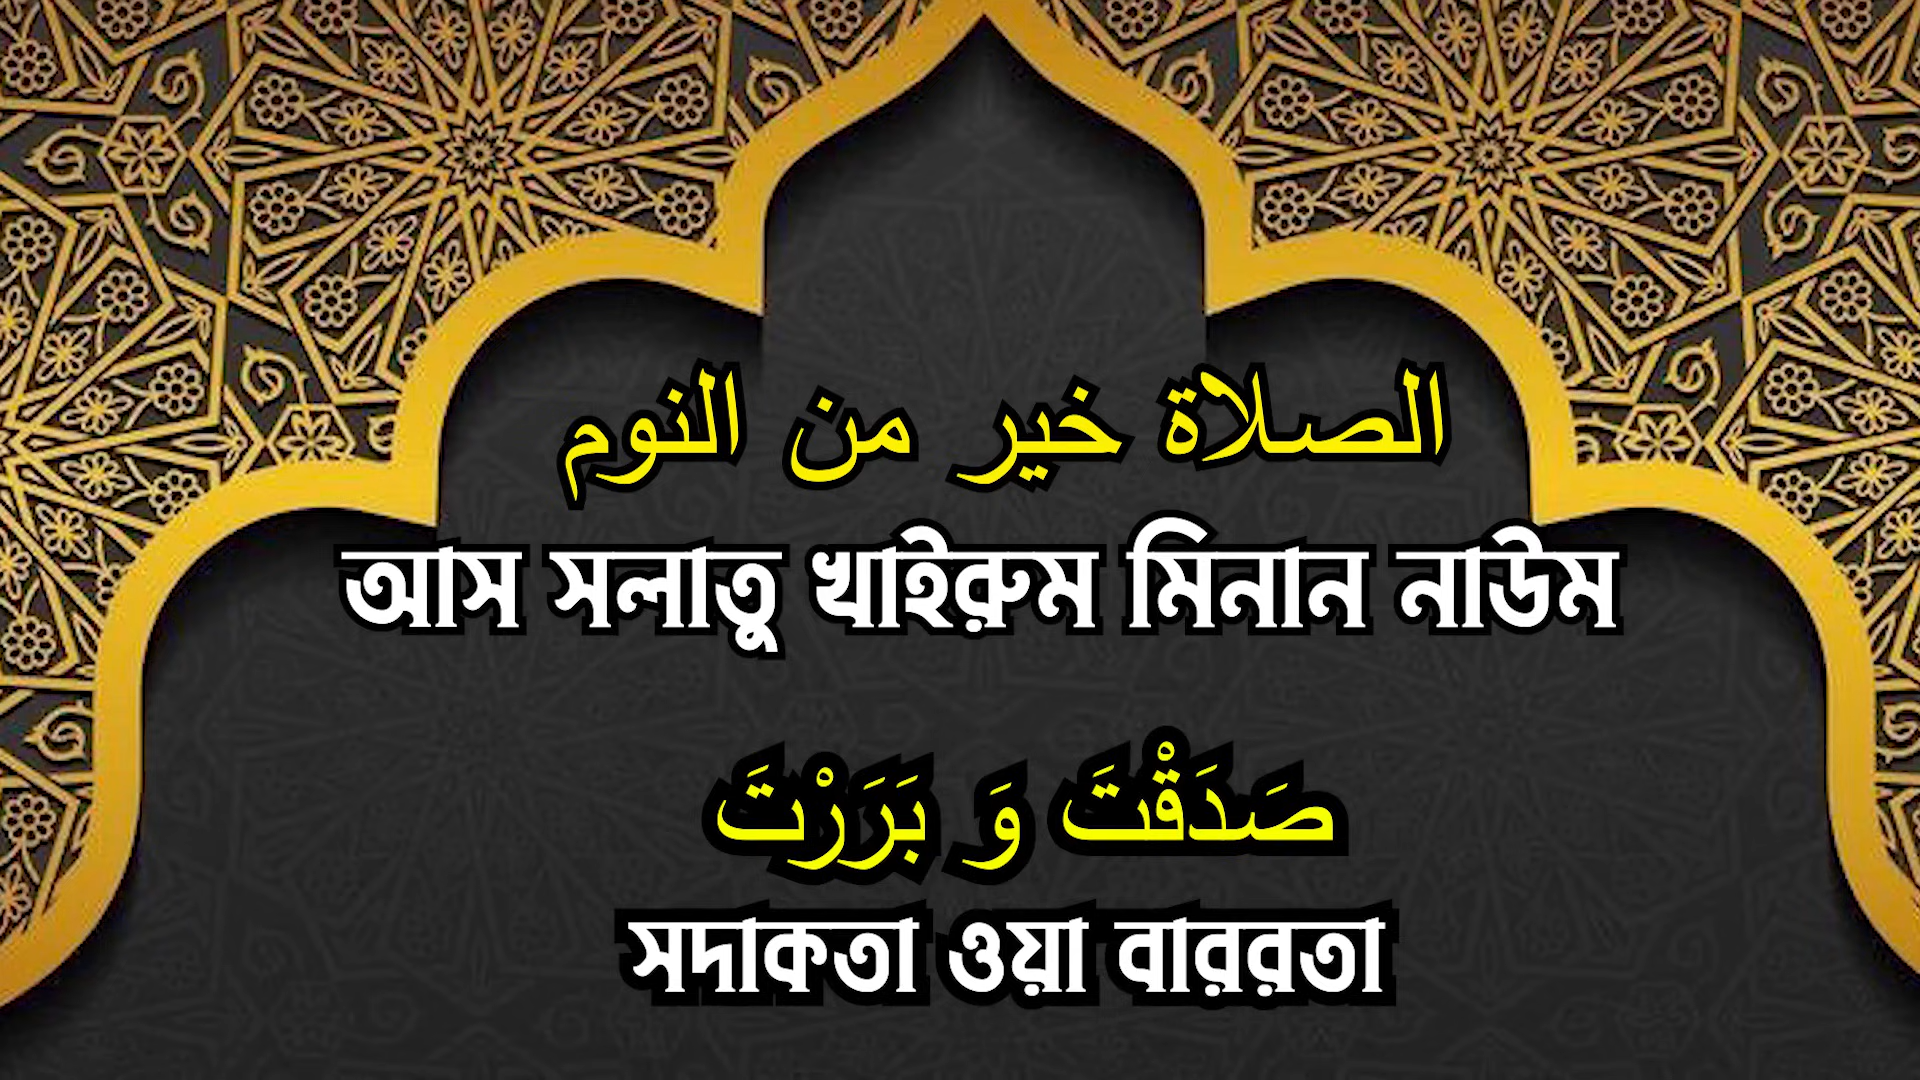 الصلاة خير من النوم
আস সলাতু খাইরুম মিনান নাউম
صَدَقْتَ وَ بَرَرْتَ
সদাকতা ওয়া বাররতা